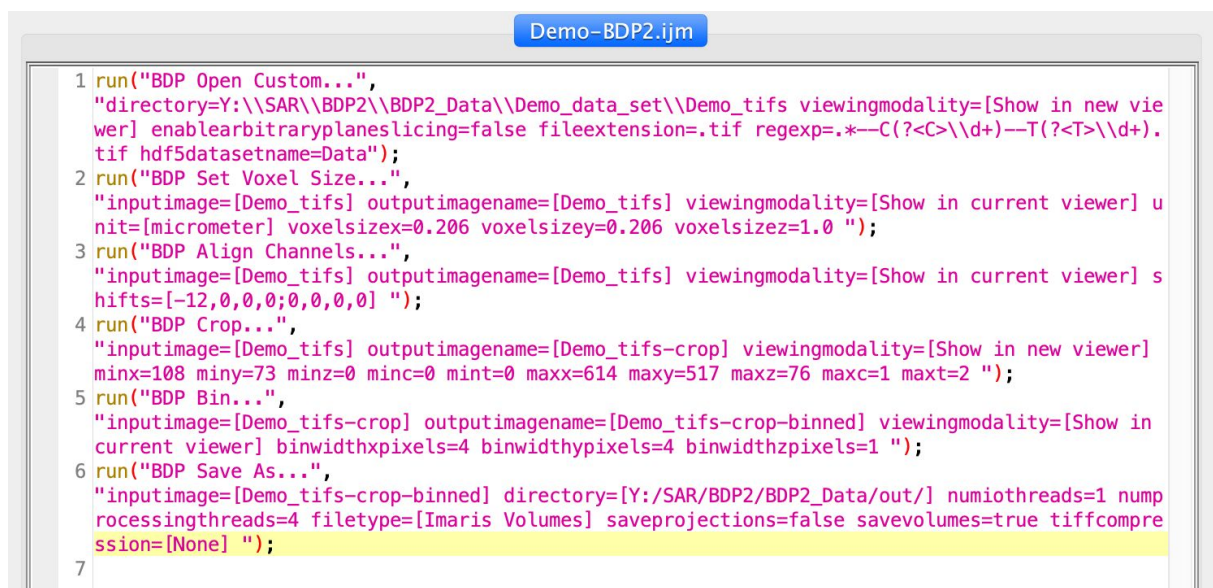 Demo-BDP2.ijm
1 run("BDP Open Custom...",
"directory=Y:\\SAR\\BDP2\\BDP2_Data\\Demo_data_set\\Demo_tifs viewingmodality=[Show in new vie
wer] enablearbitraryplaneslicing=false fileextension=.tif regexp=.*--C(?<C>\\d+)--T(?<T>\\d+).
tif hdf5datasetname=Data");
2 run("BDP Set Voxel Size...",
"inputimage=[Demo_tifs] outputimagename=[Demo_tifs] viewingmodality=[Show in current viewer] u
nit=[micrometer] voxelsizex=0.206 voxelsizey=0.206 voxelsizez=1.0 ");
3 run("BDP Align Channels...",
"inputimage=[Demo_tifs] outputimagename=[Demo_tifs] viewingmodality=[Show in current viewer] s
hifts=[-12,0,0,0;0,0,0,0] ");
4 run("BDP Crop...",
"inputimage=[Demo_tifs] outputimagename=[Demo_tifs-crop] viewingmodality=[Show in new viewer]
minx=108 miny=73 minz=0 minc=0 mint=0 maxx=614 maxy=517 maxz=76 maxc=1 maxt=2 ");
5 run("BDP Bin...",
"inputimage=[Demo_tifs-crop] outputimagename=[Demo_tifs-crop-binned] viewingmodality=[Show in
current viewer] binwidthxpixels=4 binwidthypixels=4 binwidthzpixels=1 ");
6 run("BDP Save As...",
"inputimage=[Demo_tifs-crop-binned] directory=[Y:/SAR/BDP2/BDP2_Data/out/] numiothreads=1 nump
rocessingthreads=4 filetype=[Imaris Volumes] saveprojections=false savevolumes=true tiffcompre
ssion=[None] ");
7